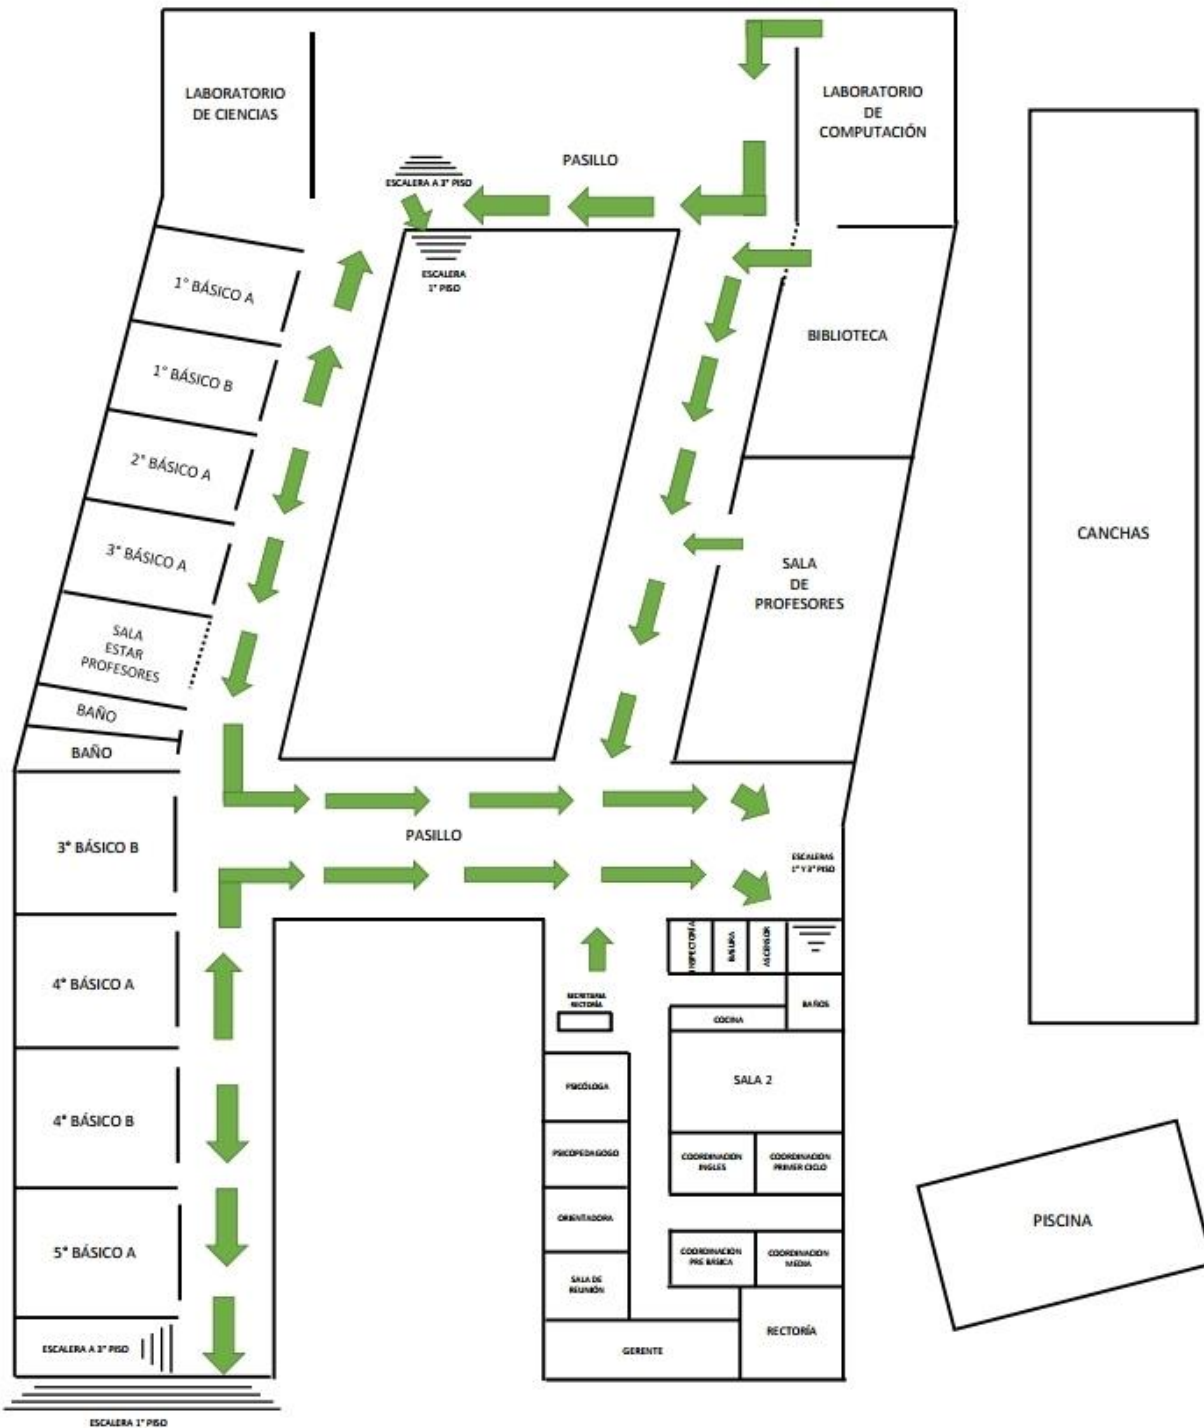 LABORATORIO
DE CIENCIAS
LABORATORIO
DE
COMPUTACIÓN
PASILLO
ESCALERA A 3° PISO
ESCALERA
1° PISO
1° BÁSICO A
1° BÁSICO B
2° BÁSICO A
3° BÁSICO A
SALA
ESTAR
PROFESORES
BAÑO
BAÑO
BIBLIOTECA
SALA
DE
PROFESORES
CANCHAS
3° BÁSICO B
PASILLO
ESCALERAS
1° Y 3° PISO
4° BÁSICO A
INSPECTORÍA
BASURA
ASCENSOR
SECRETARIA
RECTORÍA
COCINA
BAÑOS
4° BÁSICO B
PSICÓLOGA
SALA 2
PSICOPEDAGOGO
COORDINACION
INGLES
COORDINACION
PRIMER CICLO
5° BÁSICO A
ORIENTADORA
COORDINACION
PRE BÁSICA
COORDINACION
MEDIA
SALA DE
REUNIÓN
PISCINA
ESCALERA A 3° PISO
GERENTE
RECTORÍA
ESCALERA 1° PISO